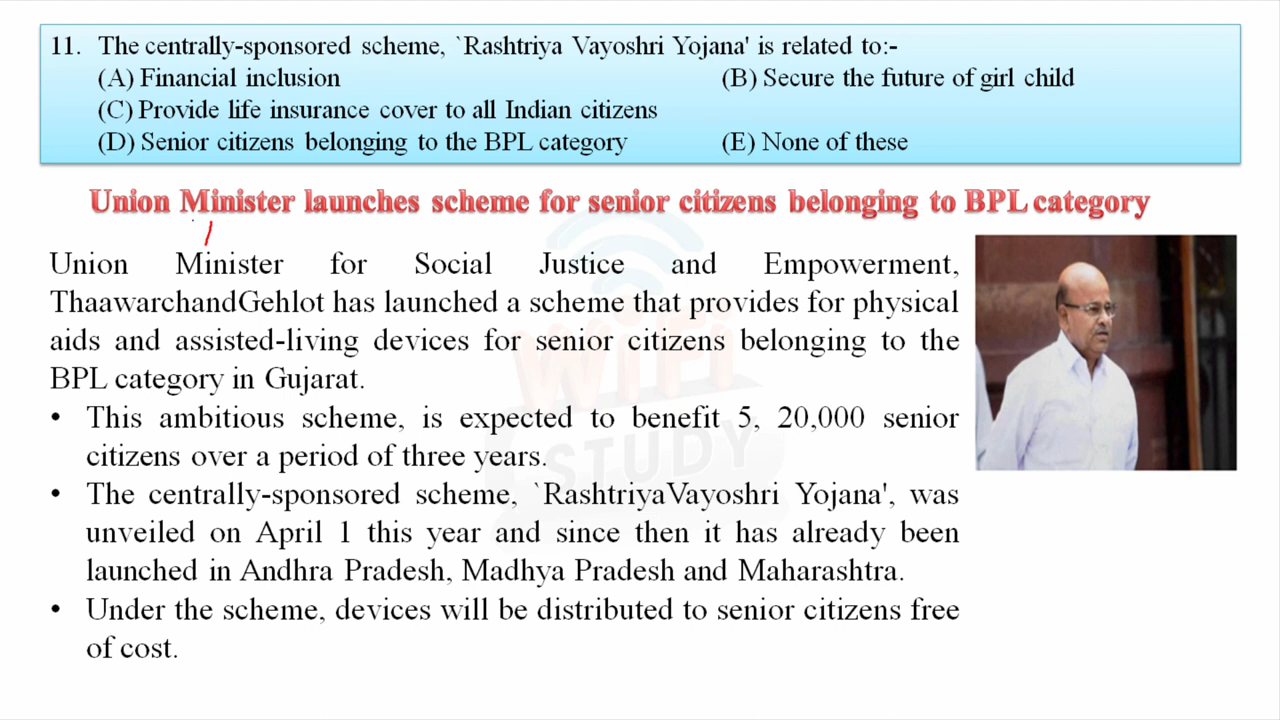 11. The centrally-sponsored scheme, `Rashtriya Vayoshri Yojana' is related to:-
(A) Financial inclusion (B) Secure the future of girl child
(C) Provide life insurance cover to all Indian citizens
(D) Senior citizens belonging to the BPL category (E) None of these
Union Minister launches scheme for senior citizens belonging to BPL category
Union Minister for Social Justice and Empowerment,
ThaawarchandGehlot has launched a scheme that provides for physical
aids and assisted-living devices for senior citizens belonging to the
BPL category in Gujarat.
• This ambitious scheme, is expected to benefit 5, 20,000 senior
citizens over a period of three years.
• The centrally-sponsored scheme, `RashtriyaVayoshri Yojana', was
unveiled on April 1 this year and since then it has already been
launched in Andhra Pradesh, Madhya Pradesh and Maharashtra.
• Under the scheme, devices will be distributed to senior citizens free
of cost.
WiFi
STUDY